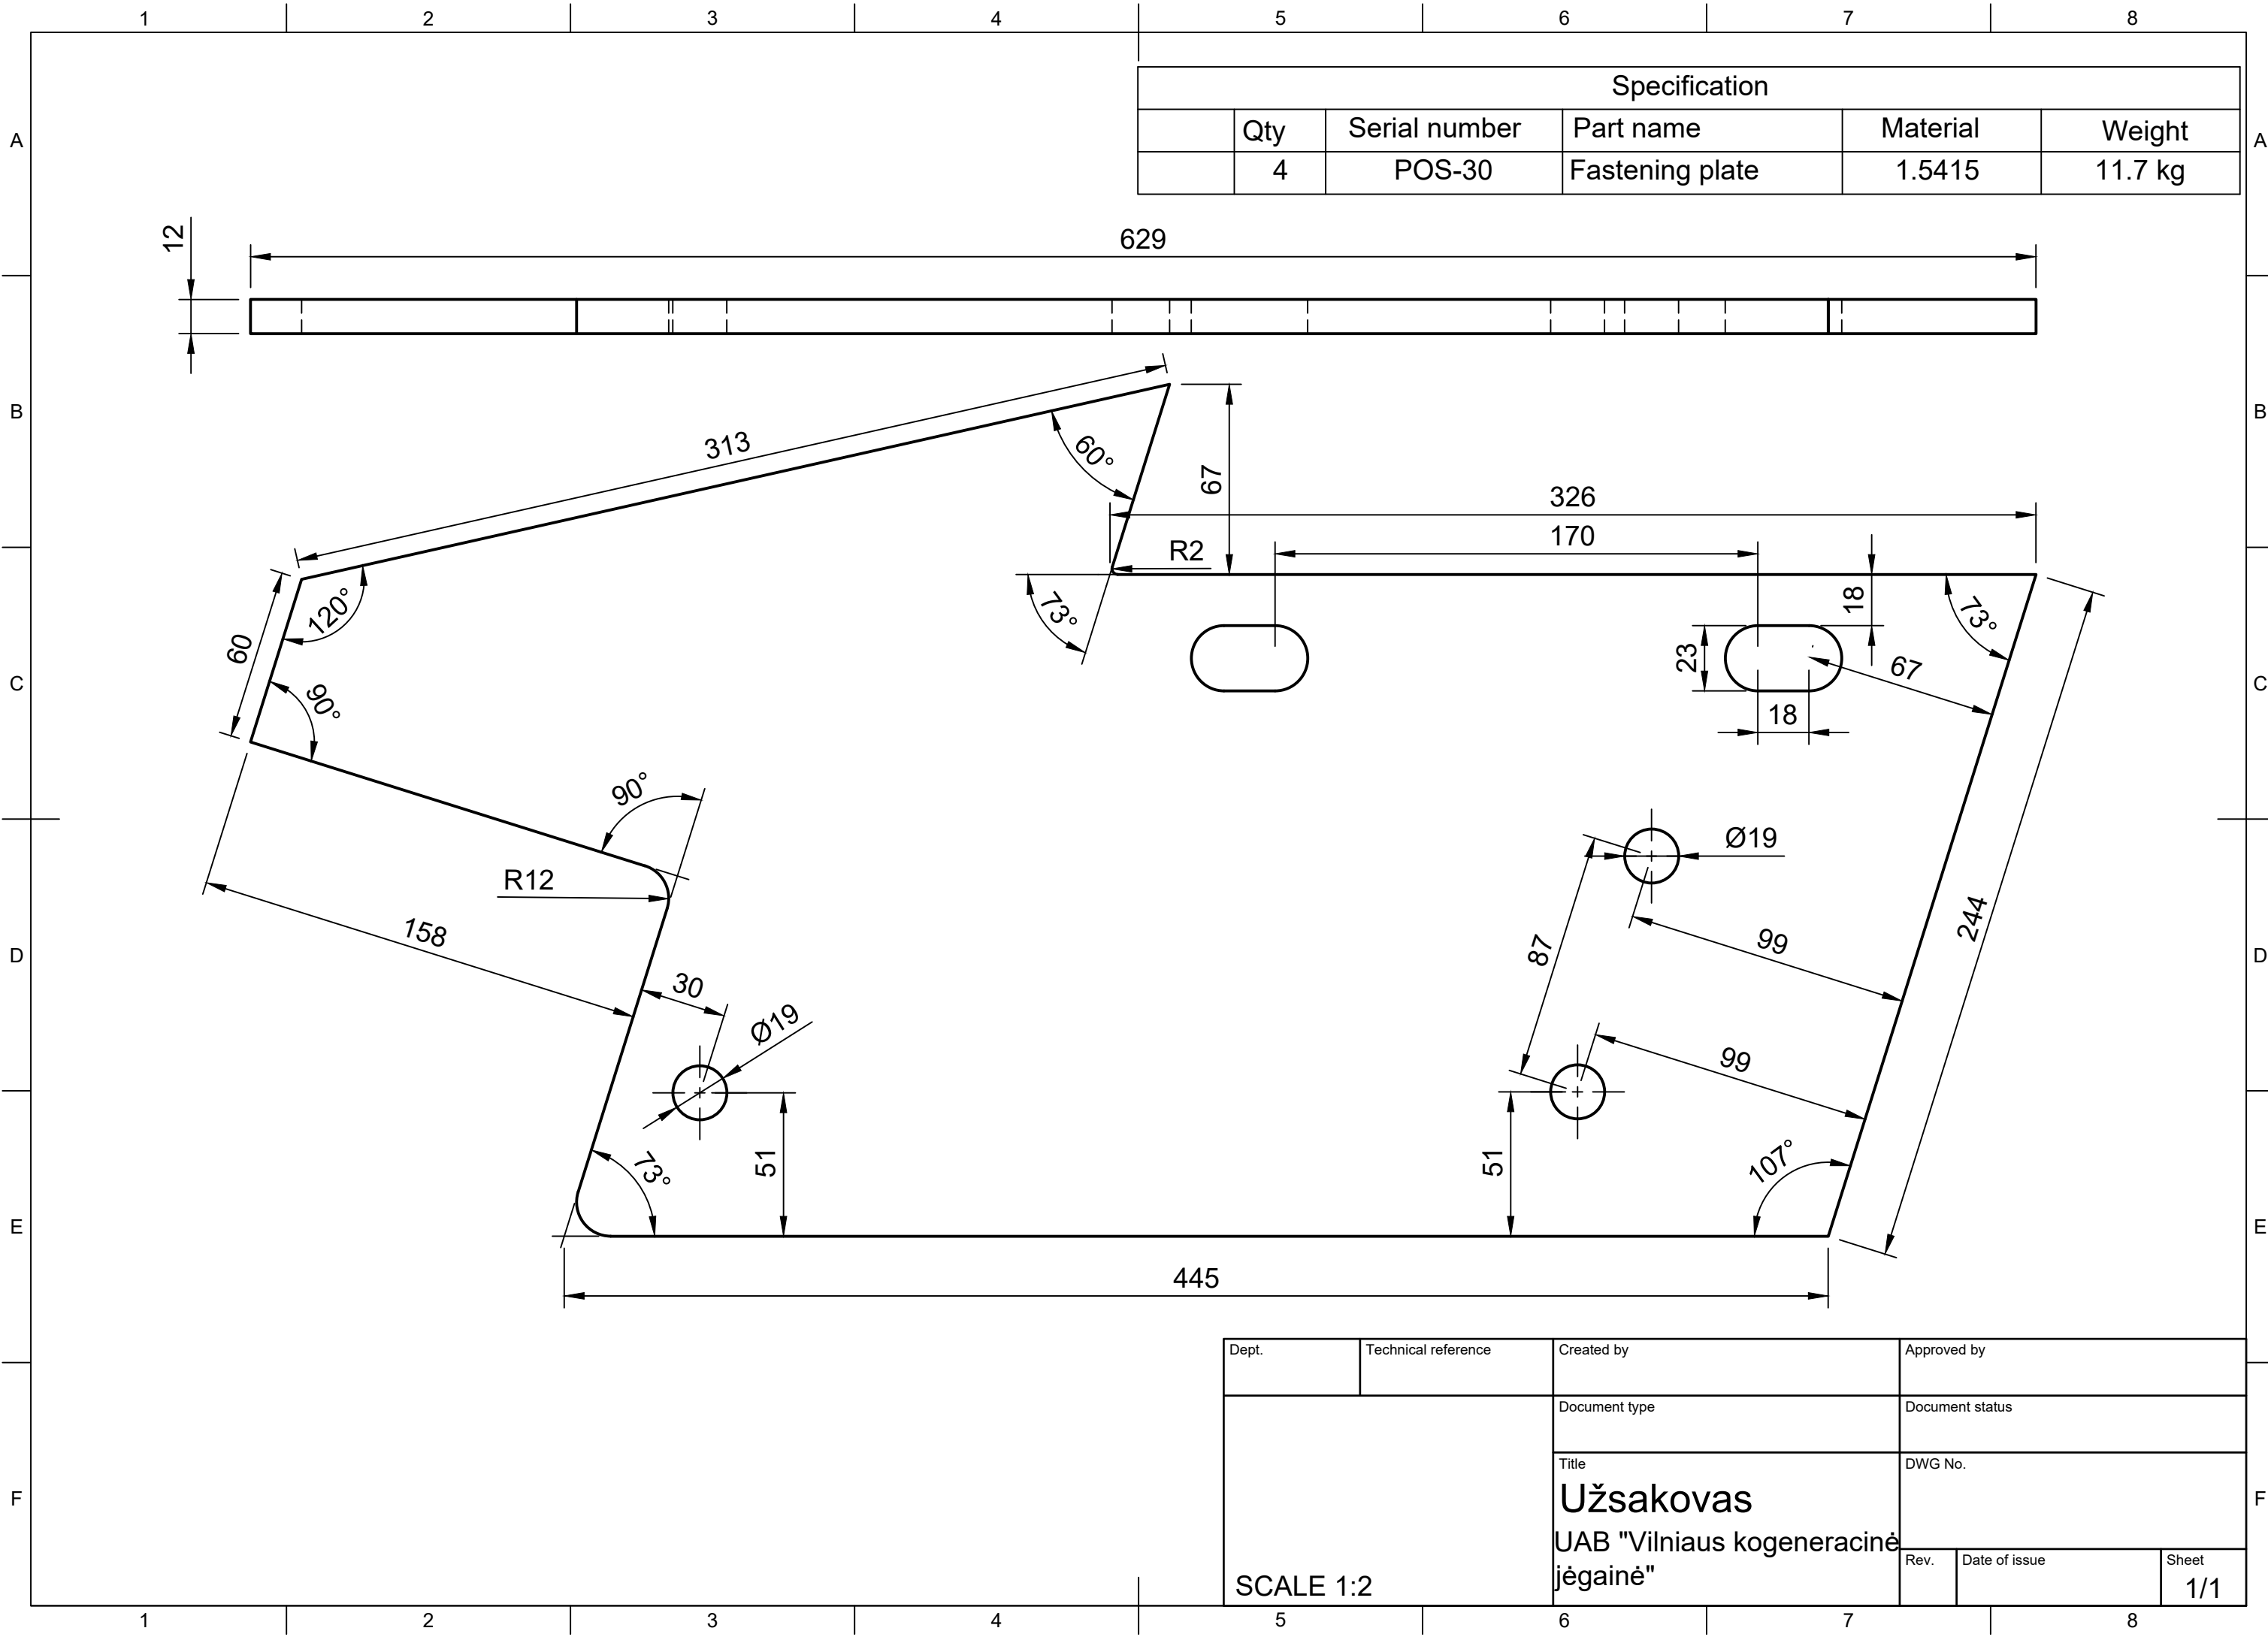 1 2 3 4 5 6 7 8
Specification
Qty Serial number Part name Material Weight
4 POS-30 Fastening plate 1.5415 11.7 kg
A A
12
629
B B
313
60°
67
326
170
R2
18
73°
73°
120°
60
90°
23
67
18
C C
90°
R12
Ø19
158
87
99
244
D D
30
Ø19
99
51
51
73°
107°
E E
445
Dept. Technical reference Created by Approved by
Document type Document status
Title DWG No.
Užsakovas
UAB "Vilniaus kogeneracinė
jėgainė"
F F
Rev. Date of issue Sheet
SCALE 1:2 1/1
1 2 3 4 5 6 7 8